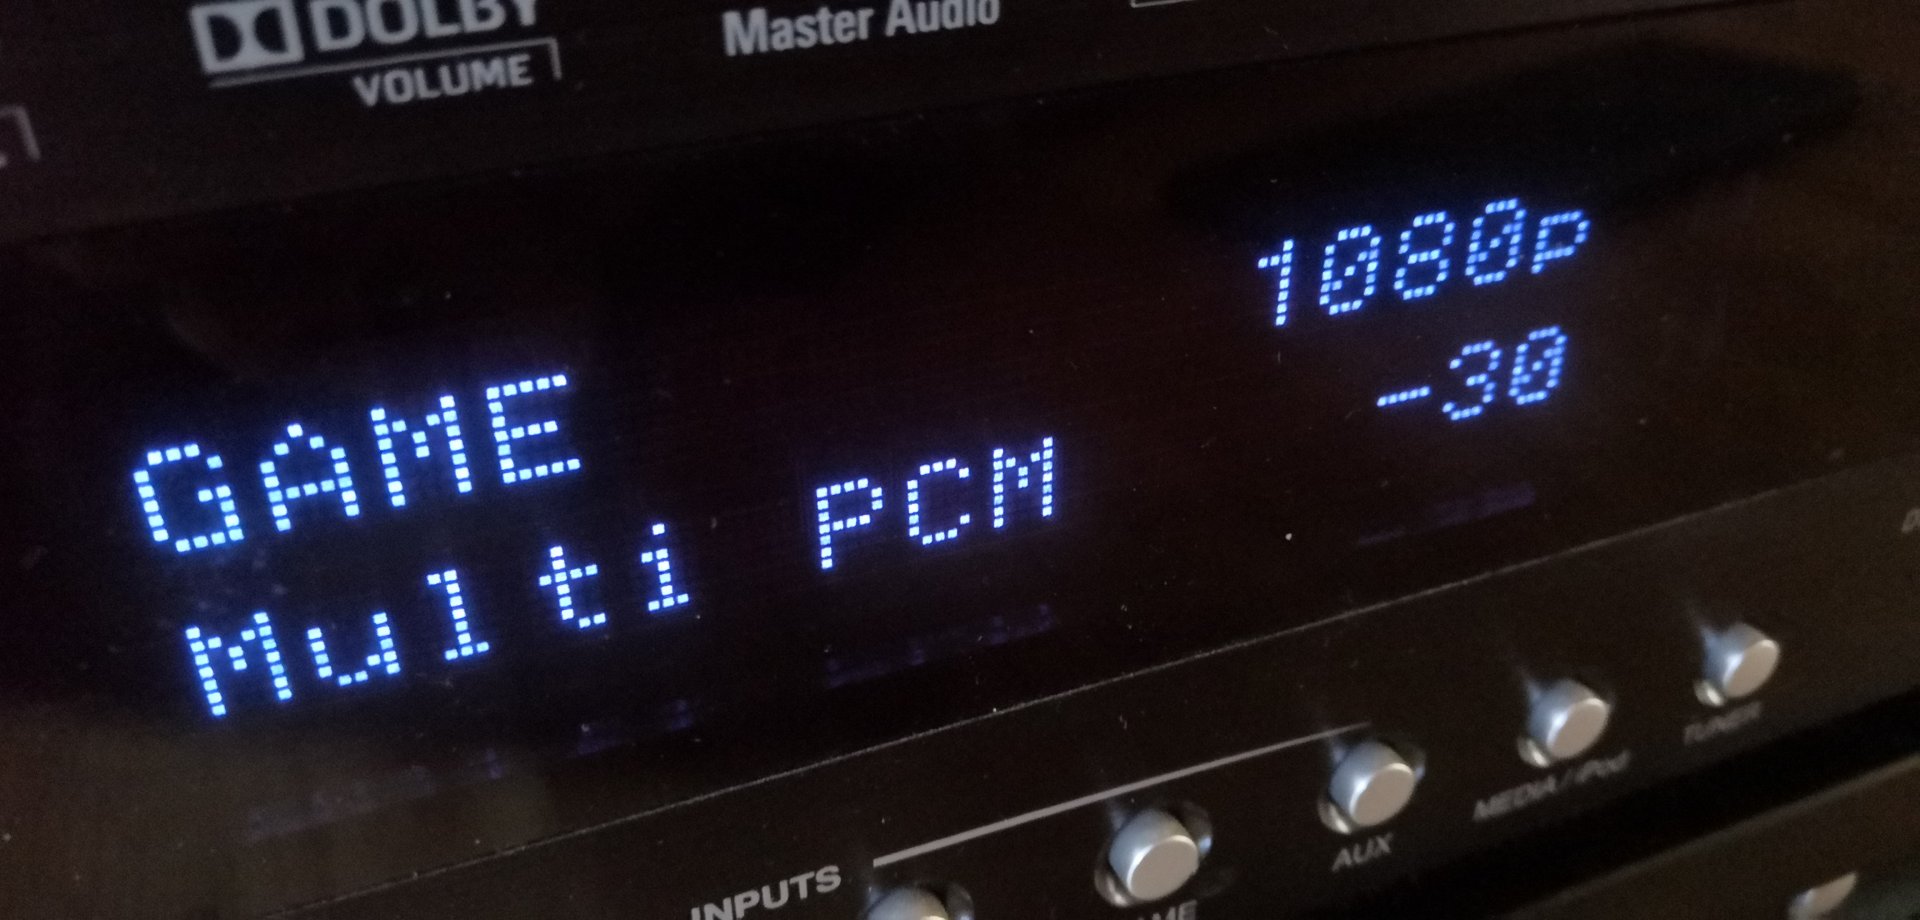 DOLBY
VOLUME
Master Audio
1080p
-30
GAME
Multi PCM
INPUTS
AUX
MEDIA/iPod
TUNER